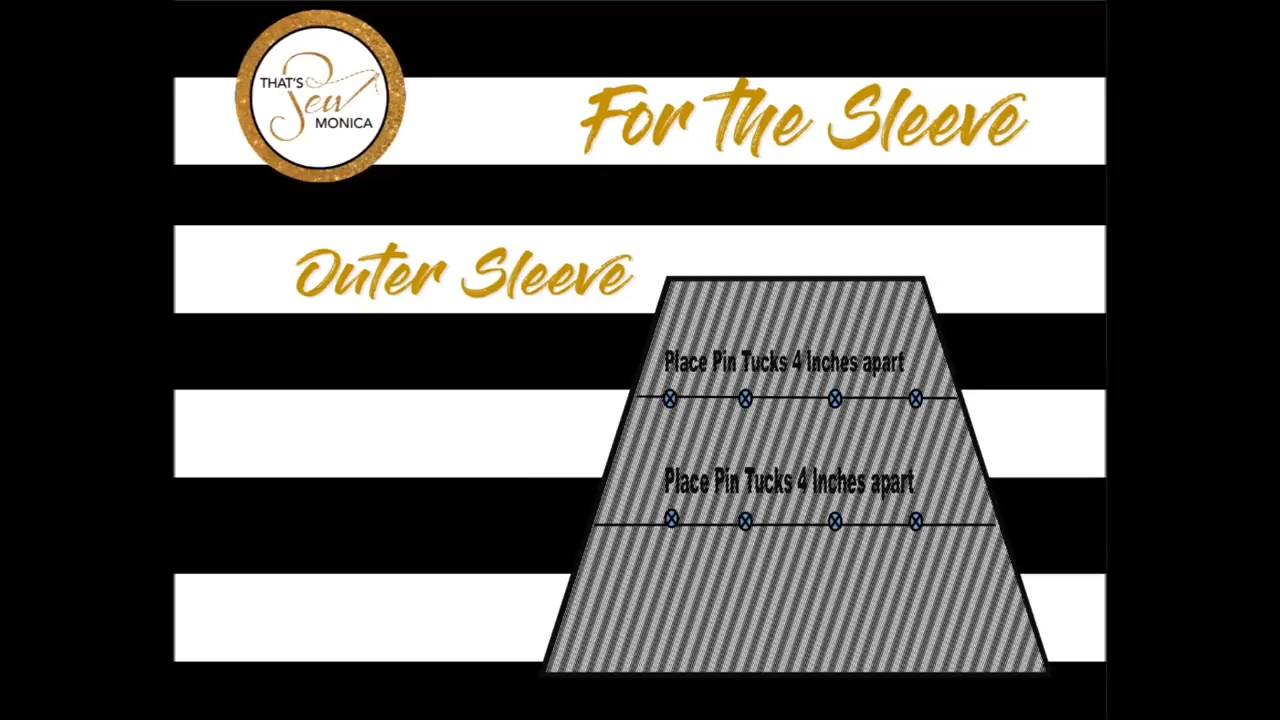 THAT'S
Sew
MONICA
For the Sleeve
Outer Sleeve
Place Pin Tucks 4 Inches apart
Place Pin Tucks 4 Inches apart